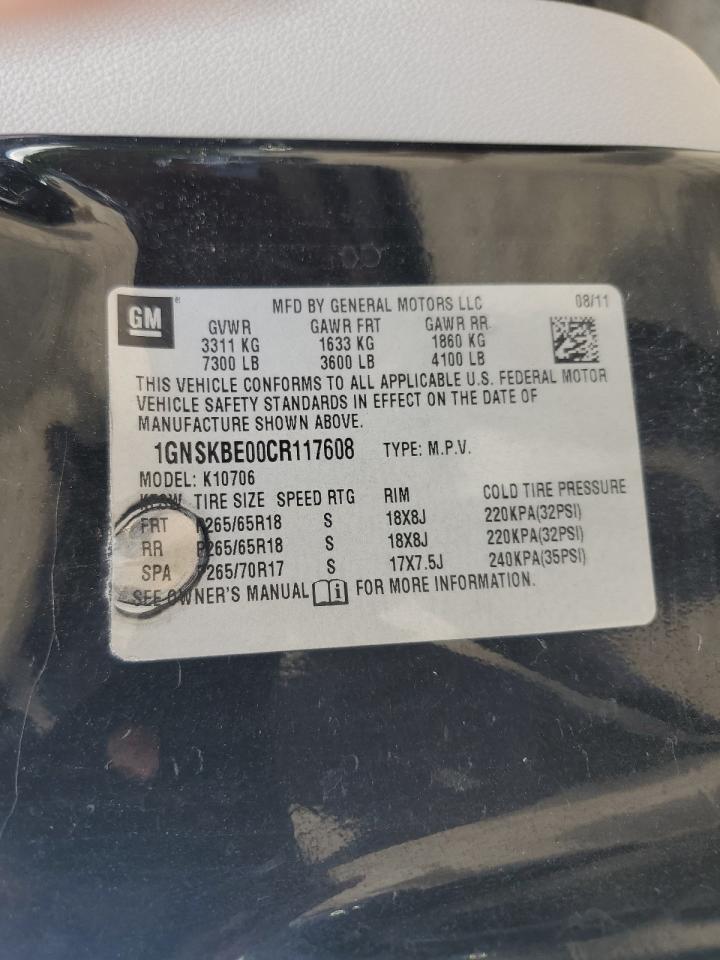 GM ®
MFD BY GENERAL MOTORS LLC 08/11
GVWR GAWR FRT GAWR RR
3311 KG 1633 KG 1860 KG
7300 LB 3600 LB 4100 LB
THIS VEHICLE CONFORMS TO ALL APPLICABLE U.S. FEDERAL MOTOR
VEHICLE SAFETY STANDARDS IN EFFECT ON THE DATE OF
MANUFACTURE SHOWN ABOVE.
1GNSKBE00CR117608 TYPE: M.P.V.
MODEL: K10706
TIRE SIZE SPEED RTG RIM COLD TIRE PRESSURE
FRT P265/65R18 S 18X8J 220KPA(32PSI)
RR P265/65R18 S 18X8J 220KPA(32PSI)
SPA P265/70R17 S 17X7.5J 240KPA(35PSI)
SEE OWNER'S MANUAL i FOR MORE INFORMATION.